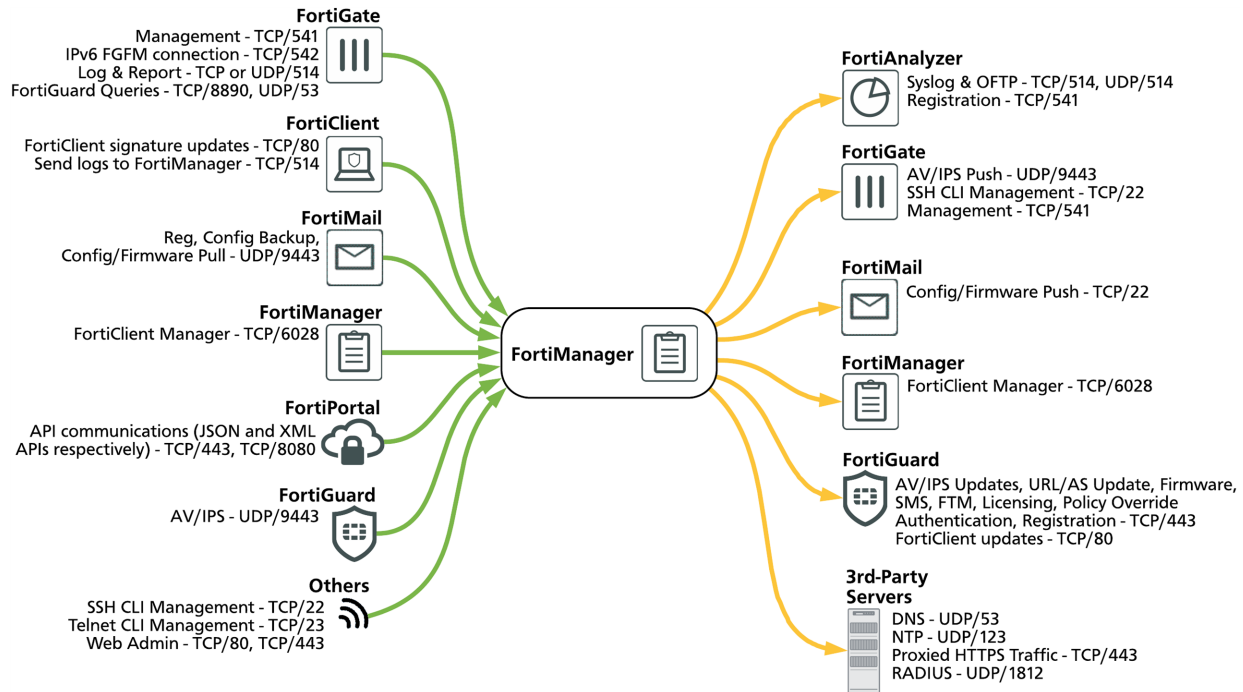 FortiGate
Management - TCP/541
IPv6 FGFM connection - TCP/542
Log & Report - TCP or UDP/514
FortiGuard Queries - TCP/8890, UDP/53
FortiClient
FortiClient signature updates - TCP/80
Send logs to FortiManager - TCP/514
FortiMail
Reg, Config Backup,
Config/Firmware Pull - UDP/9443
FortiManager
FortiClient Manager - TCP/6028
FortiPortal
API communications (JSON and XML
APIs respectively) - TCP/443, TCP/8080
FortiGuard
AV/IPS - UDP/9443
Others
SSH CLI Management - TCP/22
Telnet CLI Management - TCP/23
Web Admin - TCP/80, TCP/443
FortiManager
FortiAnalyzer
Syslog & OFTP - TCP/514, UDP/514
Registration - TCP/541
FortiGate
AV/IPS Push - UDP/9443
SSH CLI Management - TCP/22
Management - TCP/541
FortiMail
Config/Firmware Push - TCP/22
FortiManager
FortiClient Manager - TCP/6028
FortiGuard
AV/IPS Updates, URL/AS Update, Firmware,
SMS, FTM, Licensing, Policy Override
Authentication, Registration - TCP/443
FortiClient updates - TCP/80
3rd-Party
Servers
DNS - UDP/53
NTP - UDP/123
Proxied HTTPS Traffic - TCP/443
RADIUS - UDP/1812